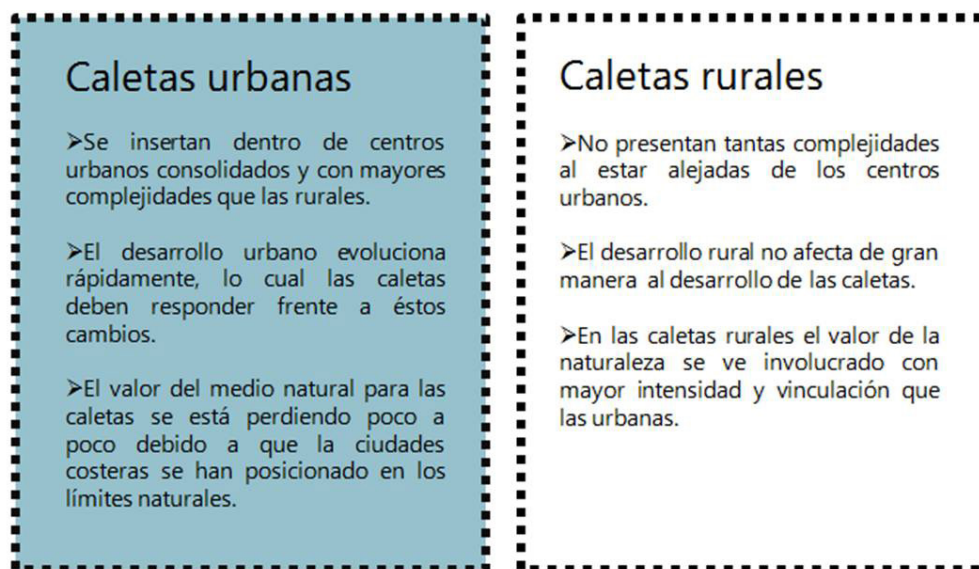 Caletas urbanas
➢Se insertan dentro de centros
urbanos consolidados y con mayores
complejidades que las rurales.
➢El desarrollo urbano evoluciona
rápidamente, lo cual las caletas
deben responder frente a éstos
cambios.
➢El valor del medio natural para las
caletas se está perdiendo poco a
poco debido a que la ciudades
costeras se han posicionado en los
límites naturales.
Caletas rurales
➢No presentan tantas complejidades
al estar alejadas de los centros
urbanos.
➢El desarrollo rural no afecta de gran
manera al desarrollo de las caletas.
➢En las caletas rurales el valor de la
naturaleza se ve involucrado con
mayor intensidad y vinculación que
las urbanas.